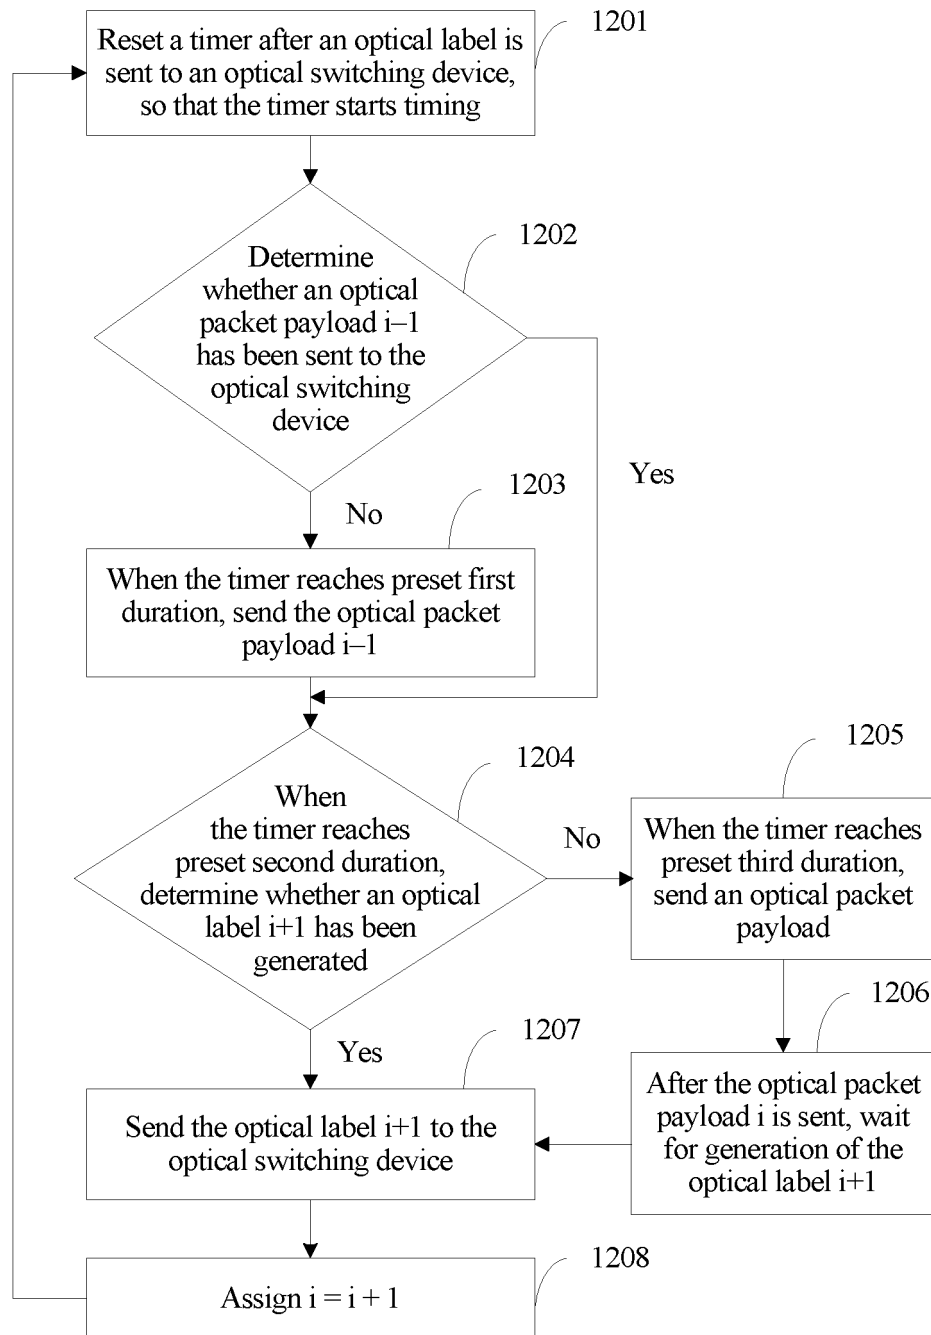 Reset a timer after an optical label is
sent to an optical switching device,
so that the timer starts timing
1201
Determine
whether an optical
packet payload i–1
has been sent to the
optical switching
device
1202
Yes
No
1203
When the timer reaches preset first
duration, send the optical packet
payload i–1
When
the timer reaches
preset second duration,
determine whether an optical
label i+1 has been
generated
1204
No
1205
When the timer reaches
preset third duration,
send an optical packet
payload
1206
After the optical packet
payload i is sent, wait
for generation of the
optical label i+1
Yes
1207
Send the optical label i+1 to the
optical switching device
1208
Assign i = i + 1